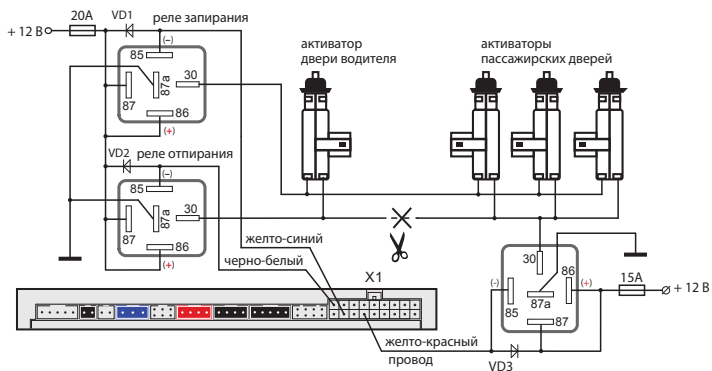 20А
VD1
реле запирания
+ 12 В
(–)
85
30
87a
87
86
(+)
активатор
двери водителя
активаторы
пассажирских дверей
VD2
реле отпирания
(–)
85
30
87a
87
86
(+)
желто-синий
черно-белый
X1
30
86
(-)
(+)
15А
+ 12 В
85
87a
87
желто-красный
провод
VD3